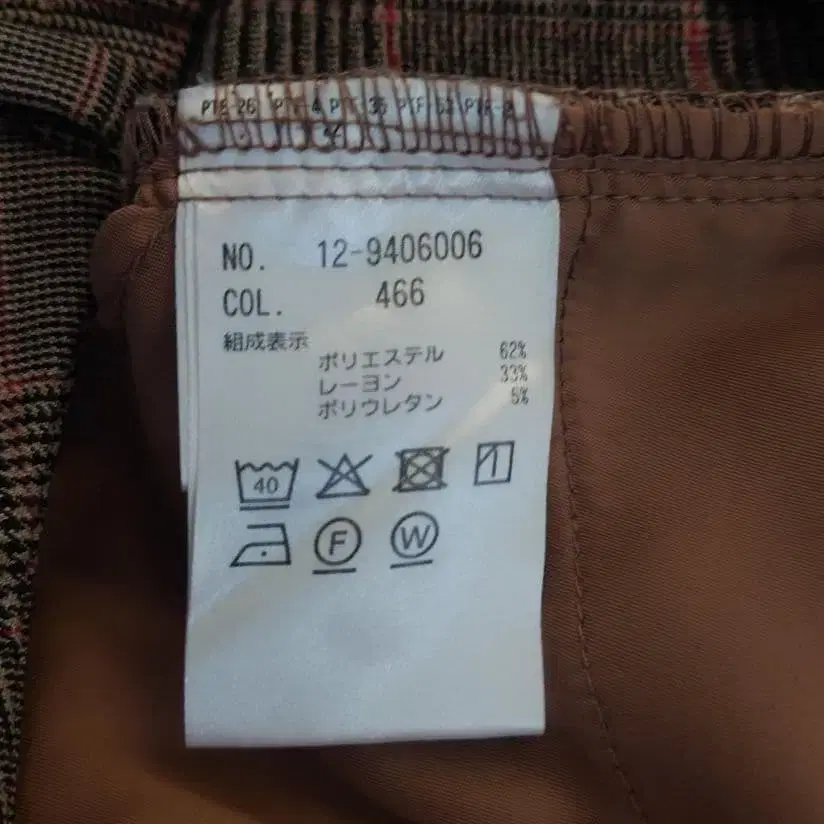 NO. 12-9406006
COL. 466
組成表示
ポリエステル 62%
レーヨン 33%
ポリウレタン 5%
40
F W